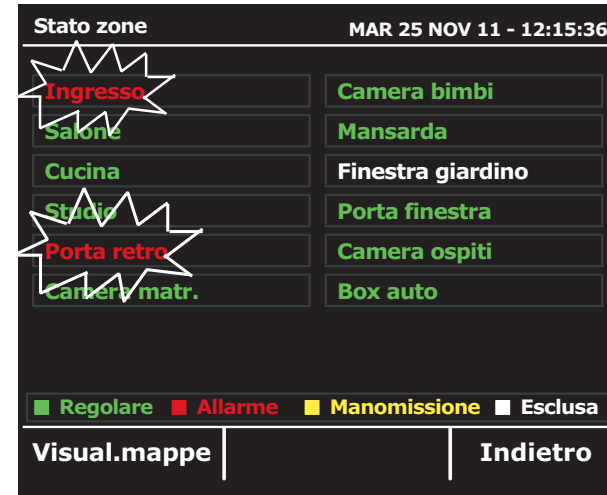 Stato zone
MAR 25 NOV 11 - 12:15:36
Ingresso
Camera bimbi
Salone
Mansarda
Cucina
Finestra giardino
Studio
Porta finestra
Porta retro
Camera ospiti
Camera matr.
Box auto
Regolare Allarme Manomissione Esclusa
Visual.mappe
Indietro